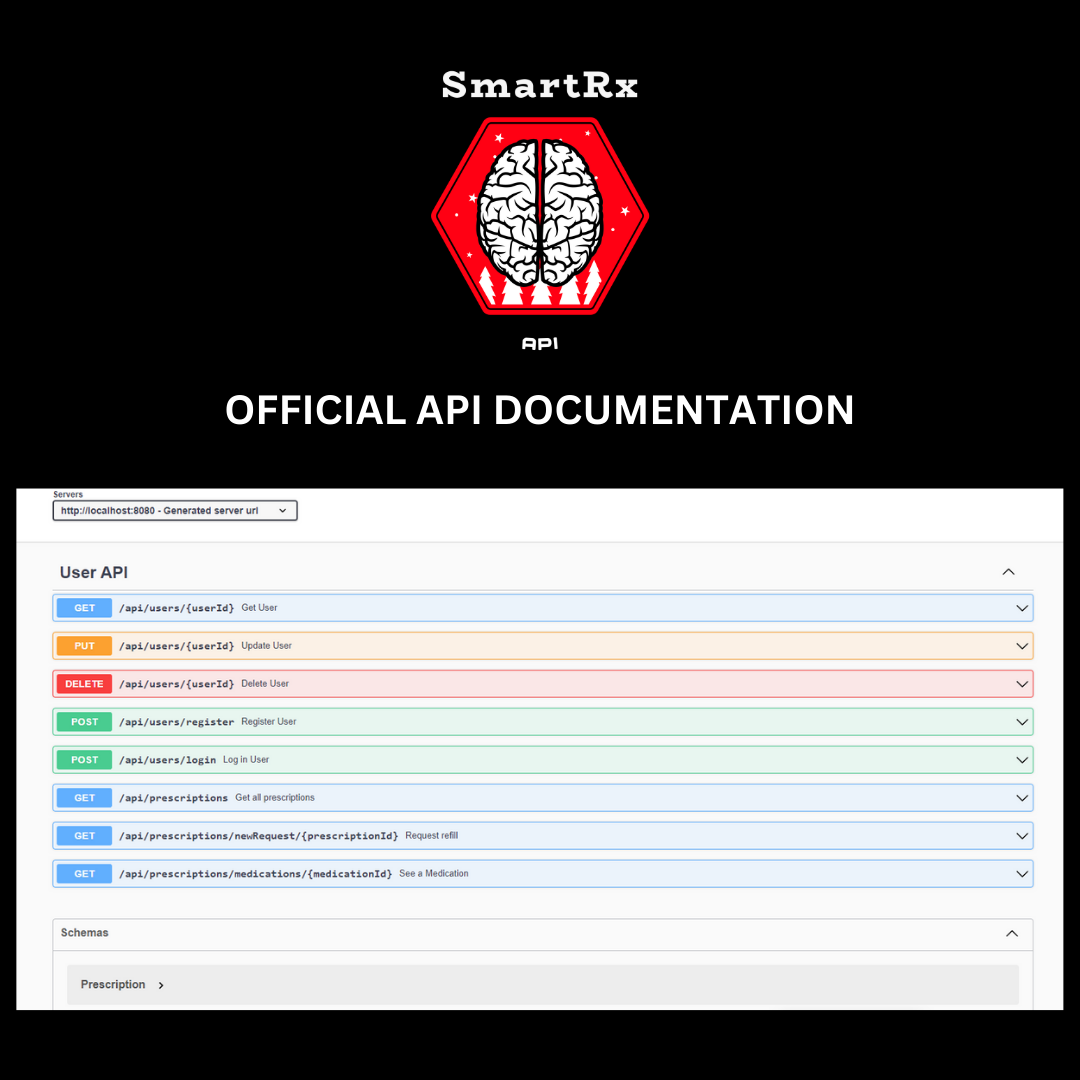 SmartRx
API
OFFICIAL API DOCUMENTATION
Servers
http://localhost:8080 - Generated server url
User API
GET /api/users/{userId} Get User
PUT /api/users/{userId} Update User
DELETE /api/users/{userId} Delete User
POST /api/users/register Register User
POST /api/users/login Log in User
GET /api/prescriptions Get all prescriptions
GET /api/prescriptions/newRequest/{prescriptionId} Request refill
GET /api/prescriptions/medications/{medicationId} See a Medication
Schemas
Prescription